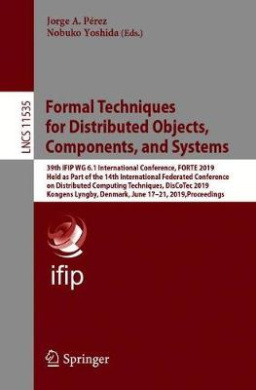 Jorge A. Pérez
Nobuko Yoshida (Eds.)
LNCS 11535
Formal Techniques
for Distributed Objects,
Components, and Systems
39th IFIP WG 6.1 International Conference, FORTE 2019
Held as Part of the 14th International Federated Conference
on Distributed Computing Techniques, DisCoTec 2019
Kongens Lyngby, Denmark, June 17–21, 2019,Proceedings
ifip
Springer